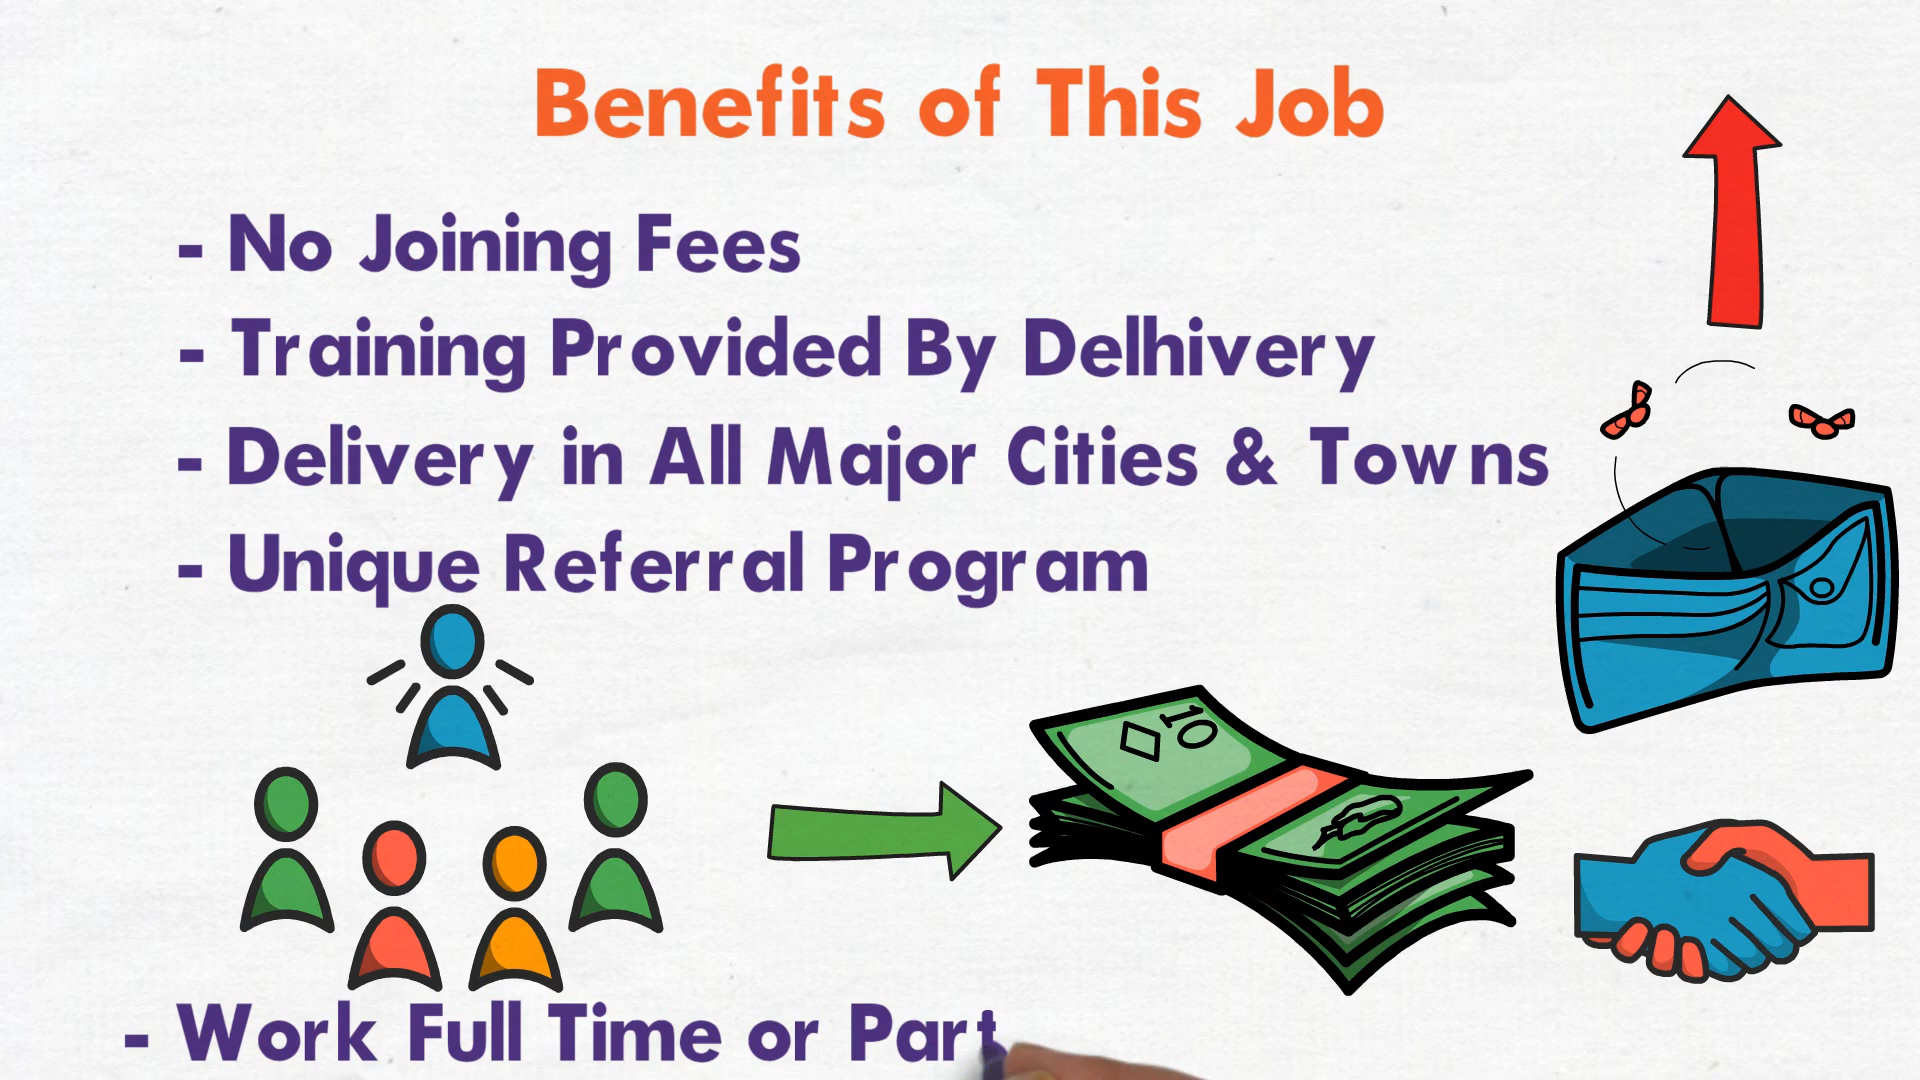 Benefits of This Job
- No Joining Fees
- Training Provided By Delhivery
- Delivery in All Major Cities & Towns
- Unique Referral Program
10
- Work Full Time or Part